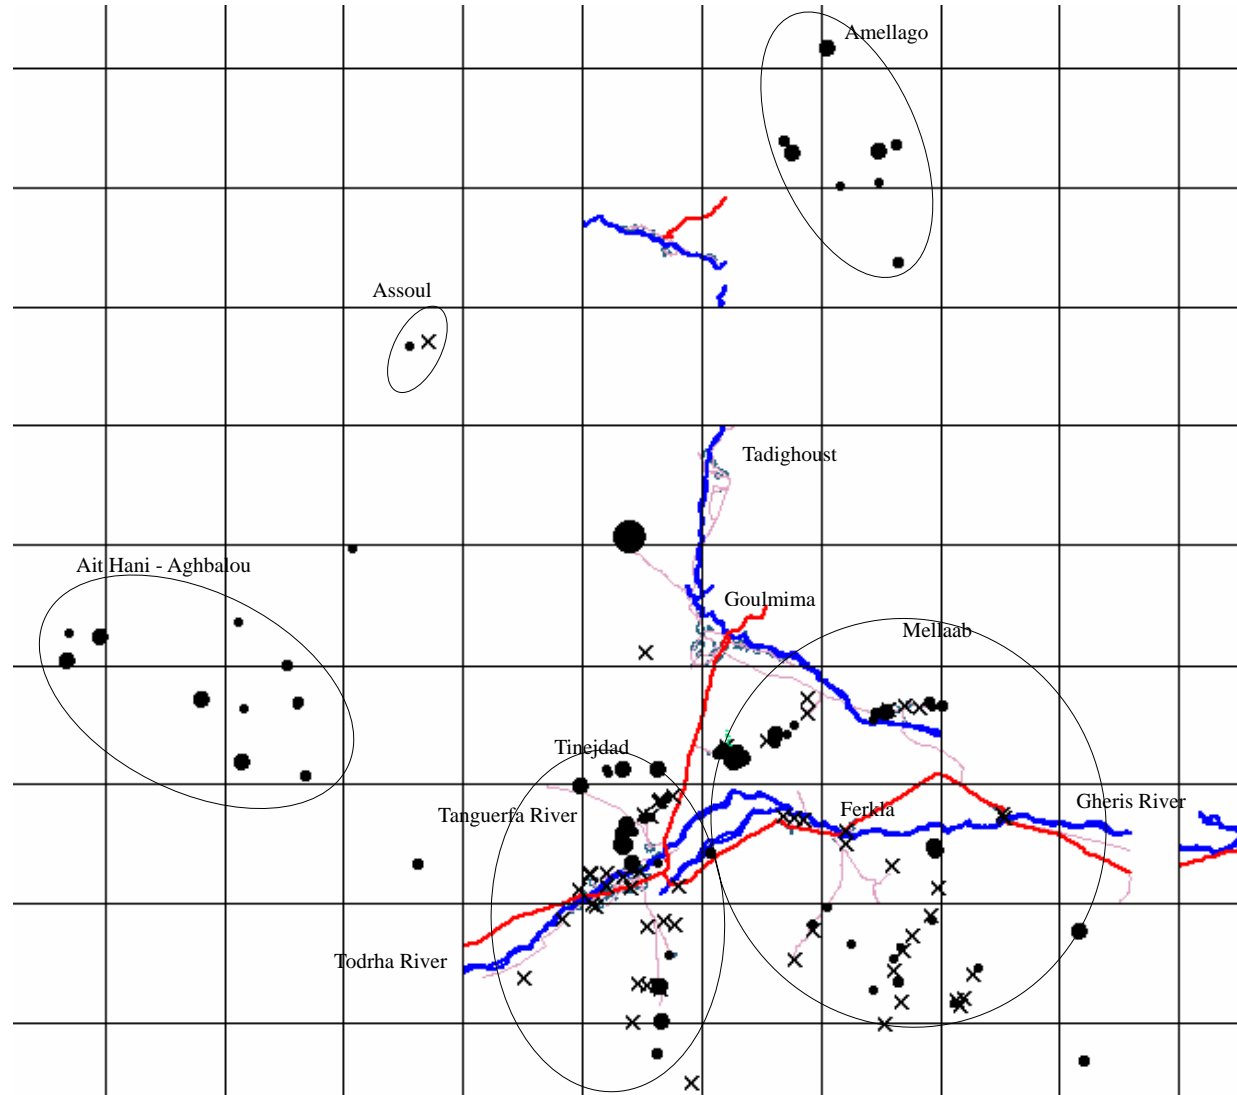 Amellago
Assoul
Tadighoust
Ait Hani - Aghbalou
Goulmima
Mellaab
Tinejdad
Tanguerfa River
Ferkla
Gheris River
Todrha River